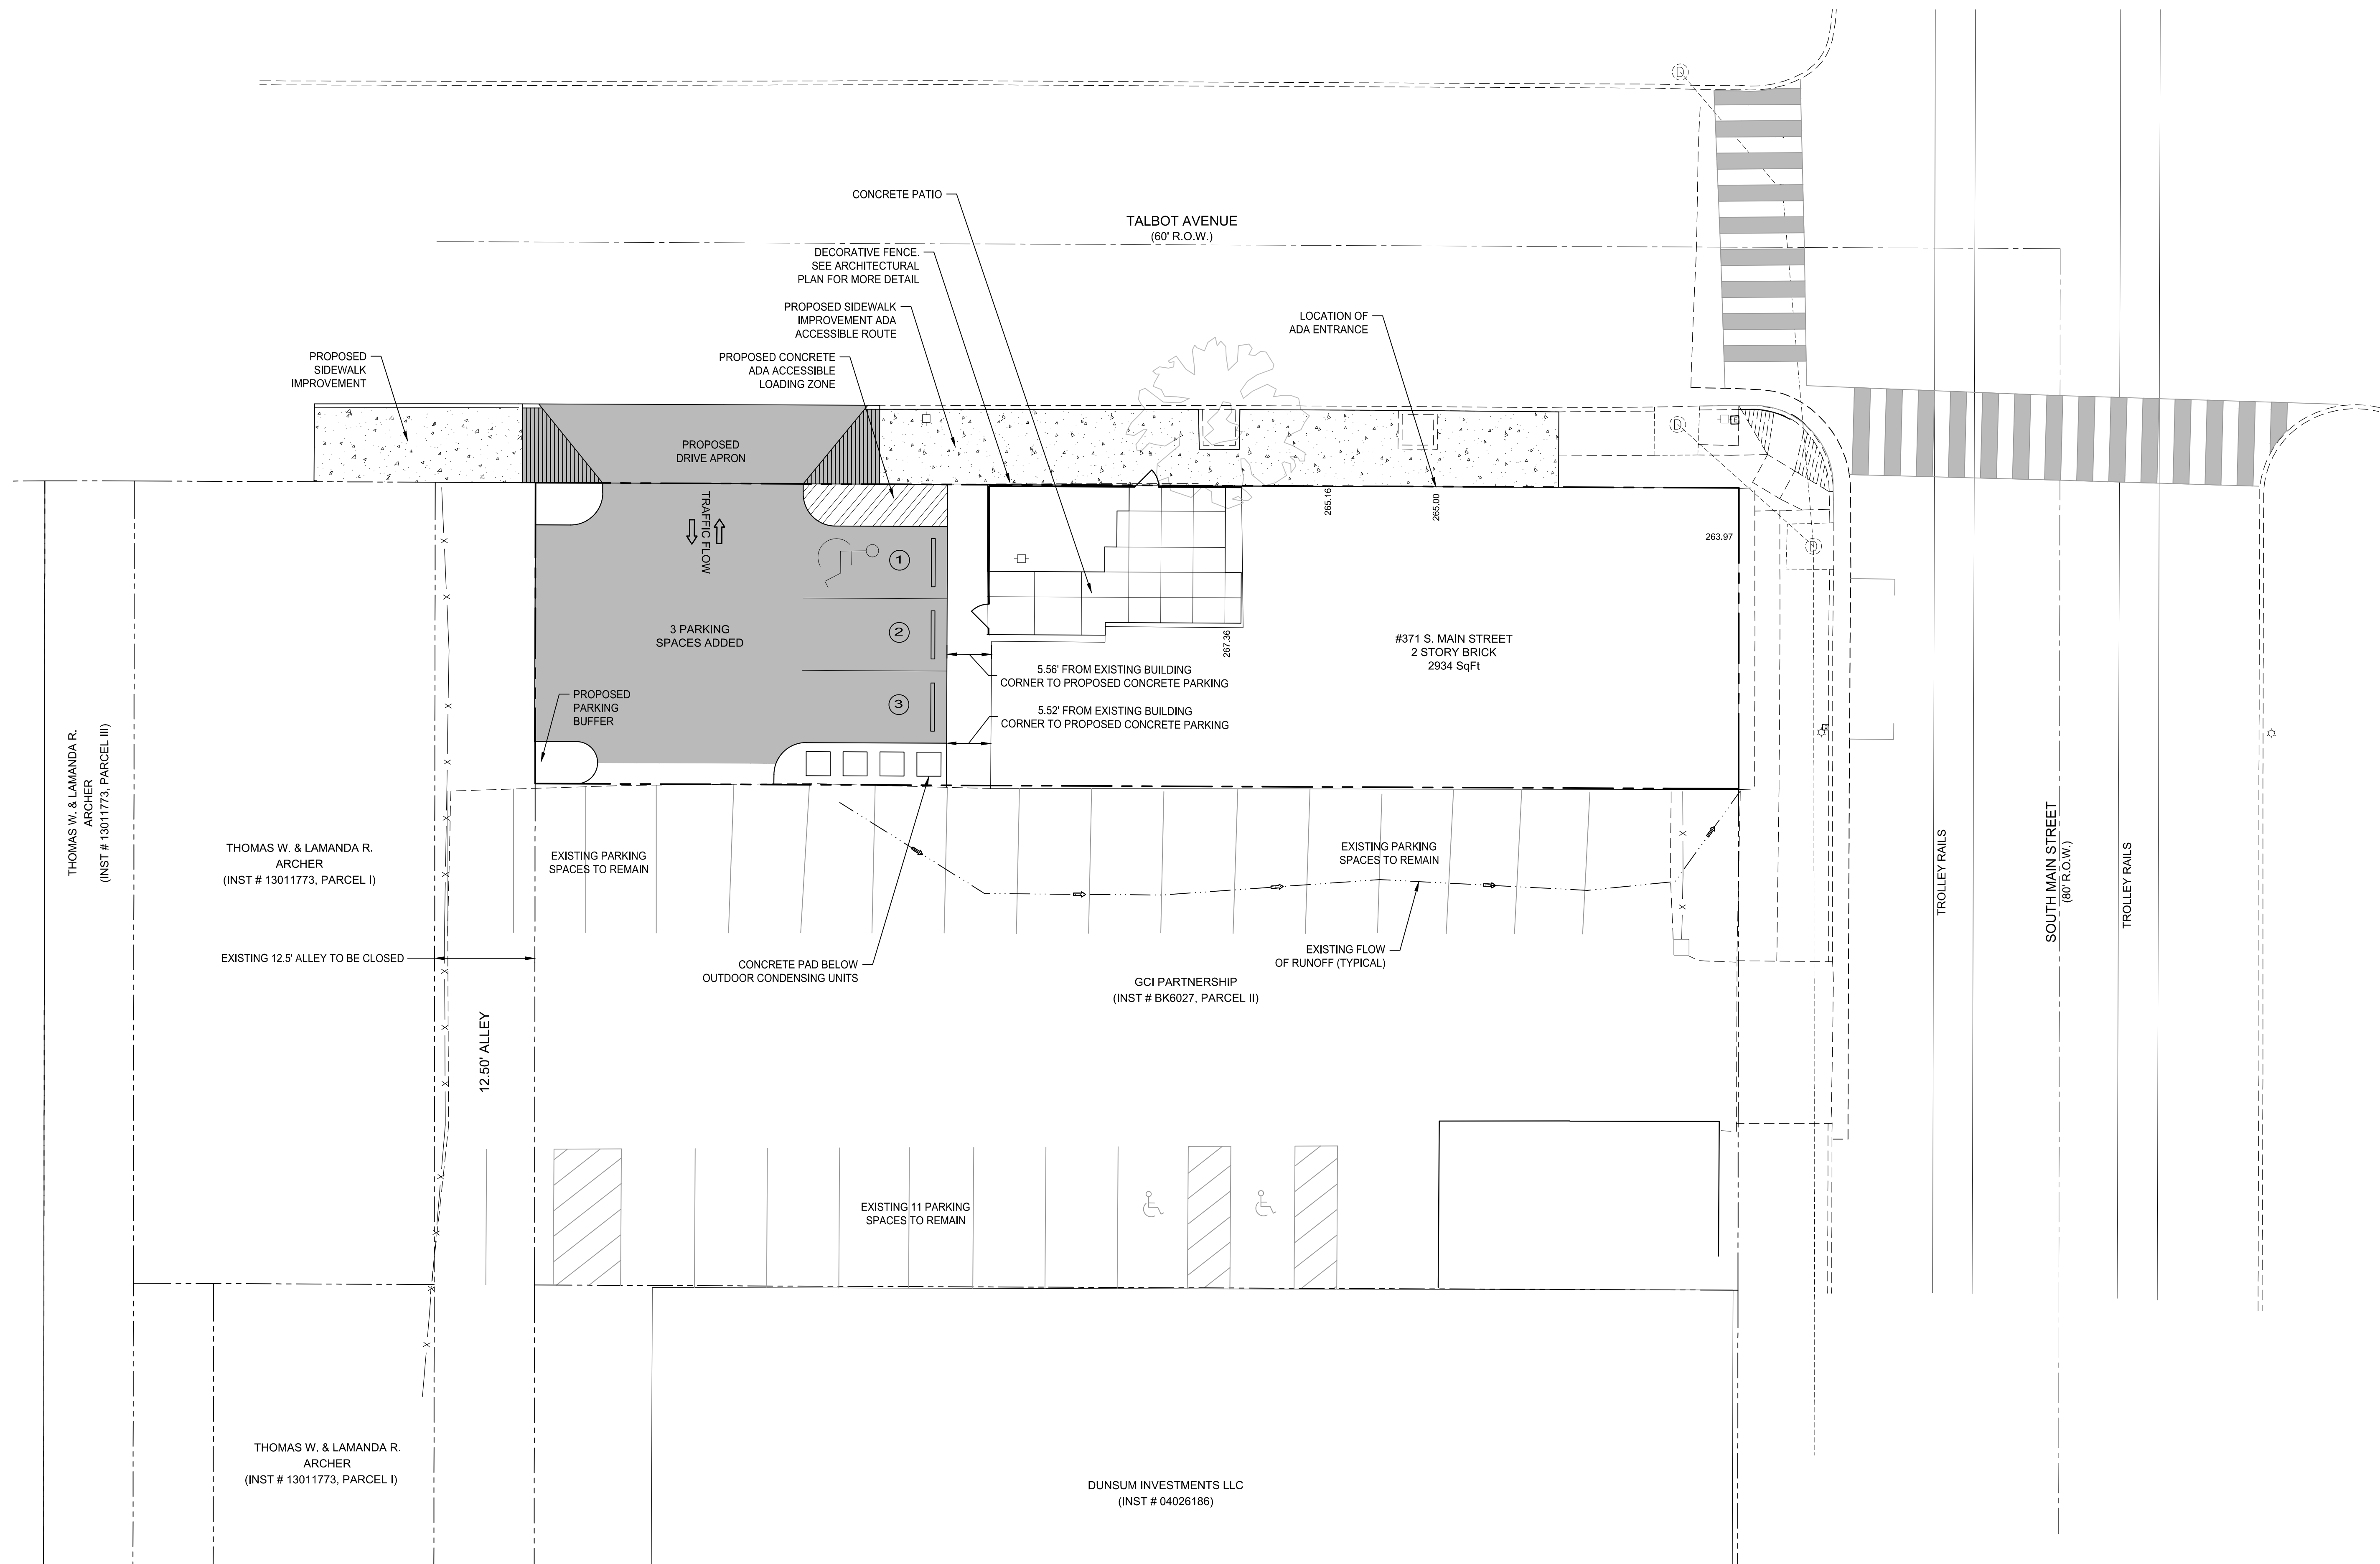 CONCRETE PATIO
TALBOT AVENUE
(60' R.O.W.)
DECORATIVE FENCE.
SEE ARCHITECTURAL
PLAN FOR MORE DETAIL
PROPOSED SIDEWALK
IMPROVEMENT ADA
ACCESSIBLE ROUTE
LOCATION OF
ADA ENTRANCE
PROPOSED
SIDEWALK
IMPROVEMENT
PROPOSED CONCRETE
ADA ACCESSIBLE
LOADING ZONE
PROPOSED
DRIVE APRON
TRAFFIC FLOW
265.16
265.00
263.97
1
2
3
3 PARKING
SPACES ADDED
267.36
#371 S. MAIN STREET
2 STORY BRICK
2934 SqFt
5.56' FROM EXISTING BUILDING
CORNER TO PROPOSED CONCRETE PARKING
5.52' FROM EXISTING BUILDING
CORNER TO PROPOSED CONCRETE PARKING
PROPOSED
PARKING
BUFFER
THOMAS W. & LAMANDA R.
ARCHER
(INST # 13011773, PARCEL III)
THOMAS W. & LAMANDA R.
ARCHER
(INST # 13011773, PARCEL I)
EXISTING PARKING
SPACES TO REMAIN
EXISTING PARKING
SPACES TO REMAIN
TROLLEY RAILS
SOUTH MAIN STREET
(80' R.O.W.)
TROLLEY RAILS
EXISTING 12.5' ALLEY TO BE CLOSED
CONCRETE PAD BELOW
OUTDOOR CONDENSING UNITS
EXISTING FLOW
OF RUNOFF (TYPICAL)
GCI PARTNERSHIP
(INST # BK6027, PARCEL II)
12.50' ALLEY
EXISTING 11 PARKING
SPACES TO REMAIN
THOMAS W. & LAMANDA R.
ARCHER
(INST # 13011773, PARCEL I)
DUNSUM INVESTMENTS LLC
(INST # 04026186)
D
D
D